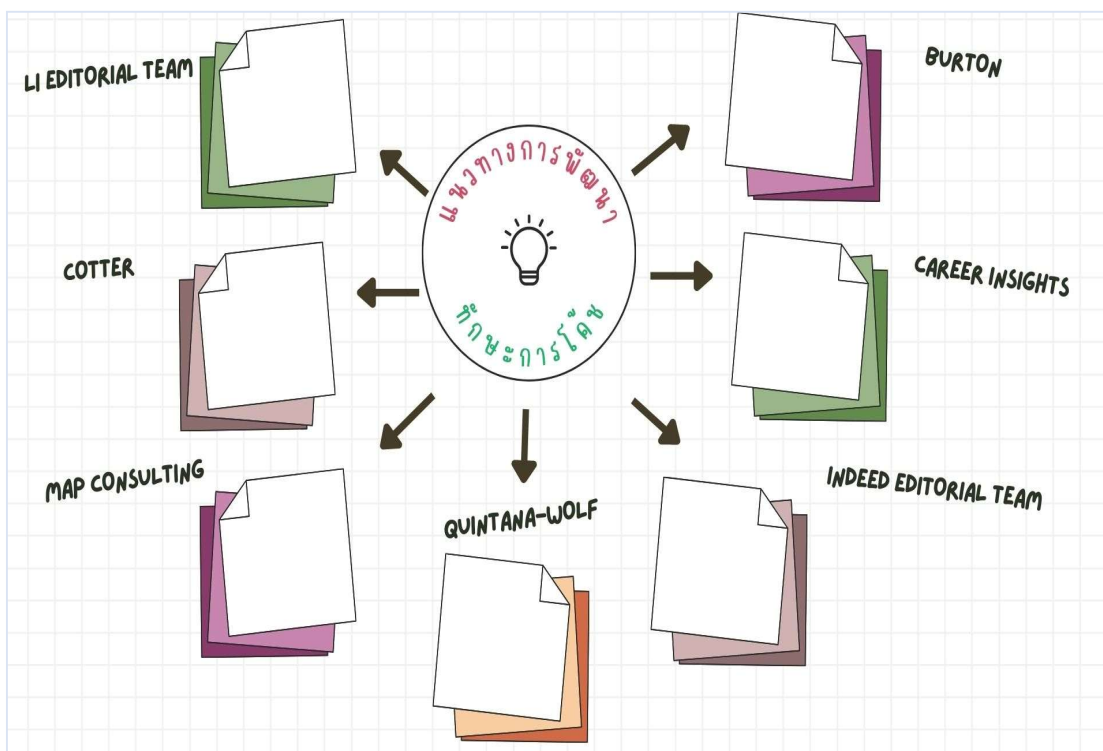 LI EDITORIAL TEAM
BURTON
แนวทางการพัฒนา
ทักษะการโค้ช
COTTER
CAREER INSIGHTS
MAP CONSULTING
QUINTANA-WOLF
INDEED EDITORIAL TEAM